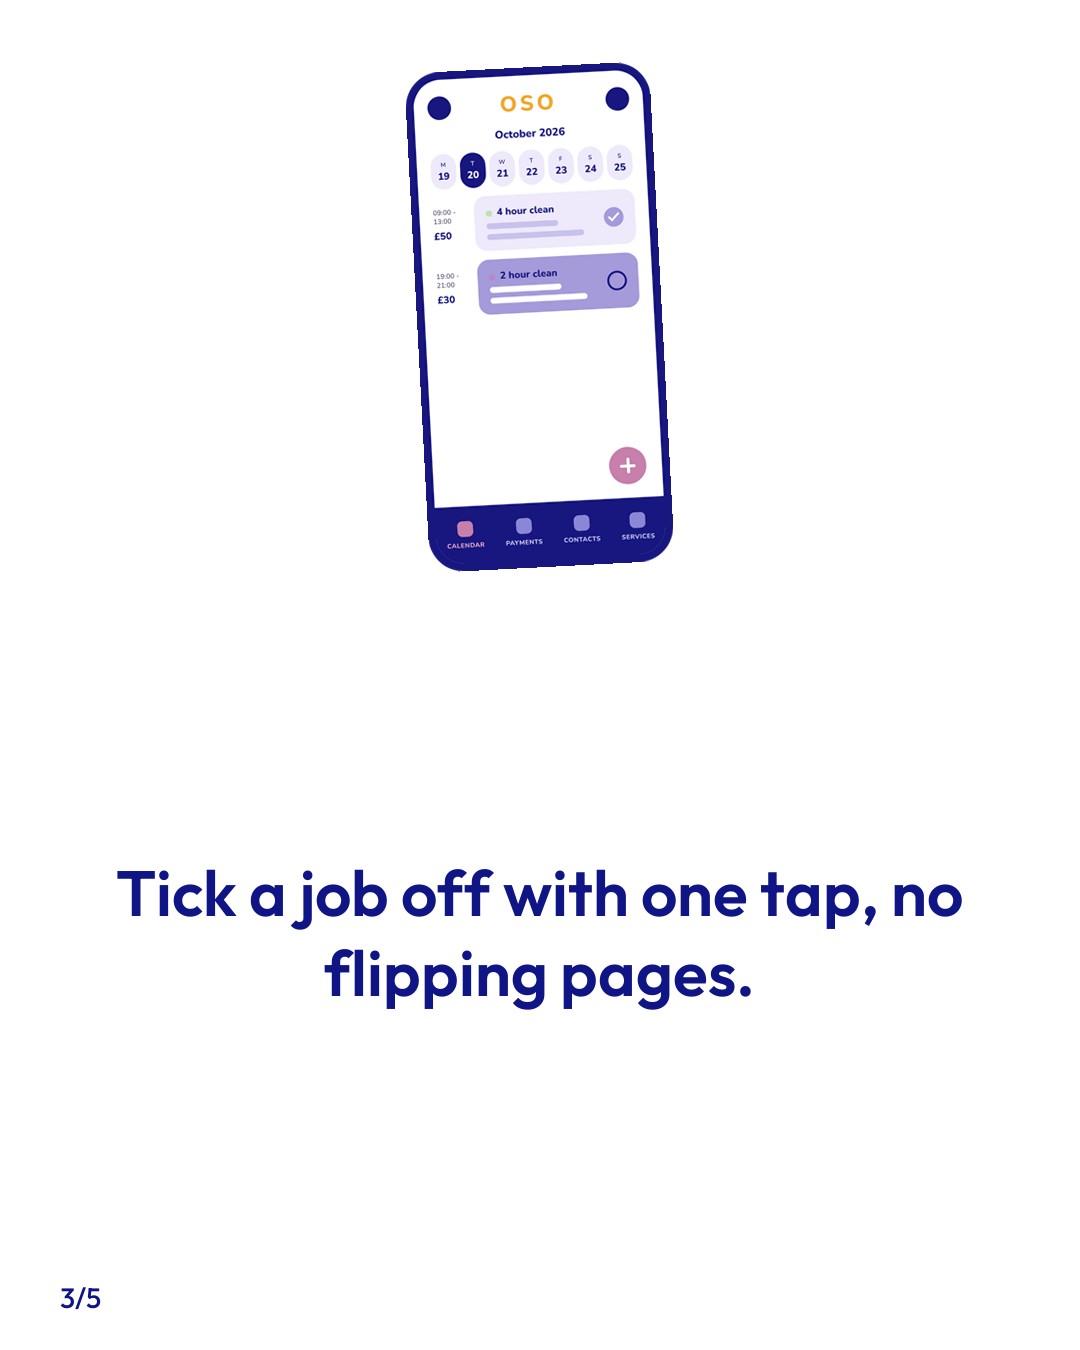 OSO
October 2026
M T W T F S S
19 20 21 22 23 24 25
09:00 -
13:00
£50
4 hour clean
19:00 -
21:00
£30
2 hour clean
+
CALENDAR PAYMENTS CONTACTS SERVICES
Tick a job off with one tap, no
flipping pages.
3/5